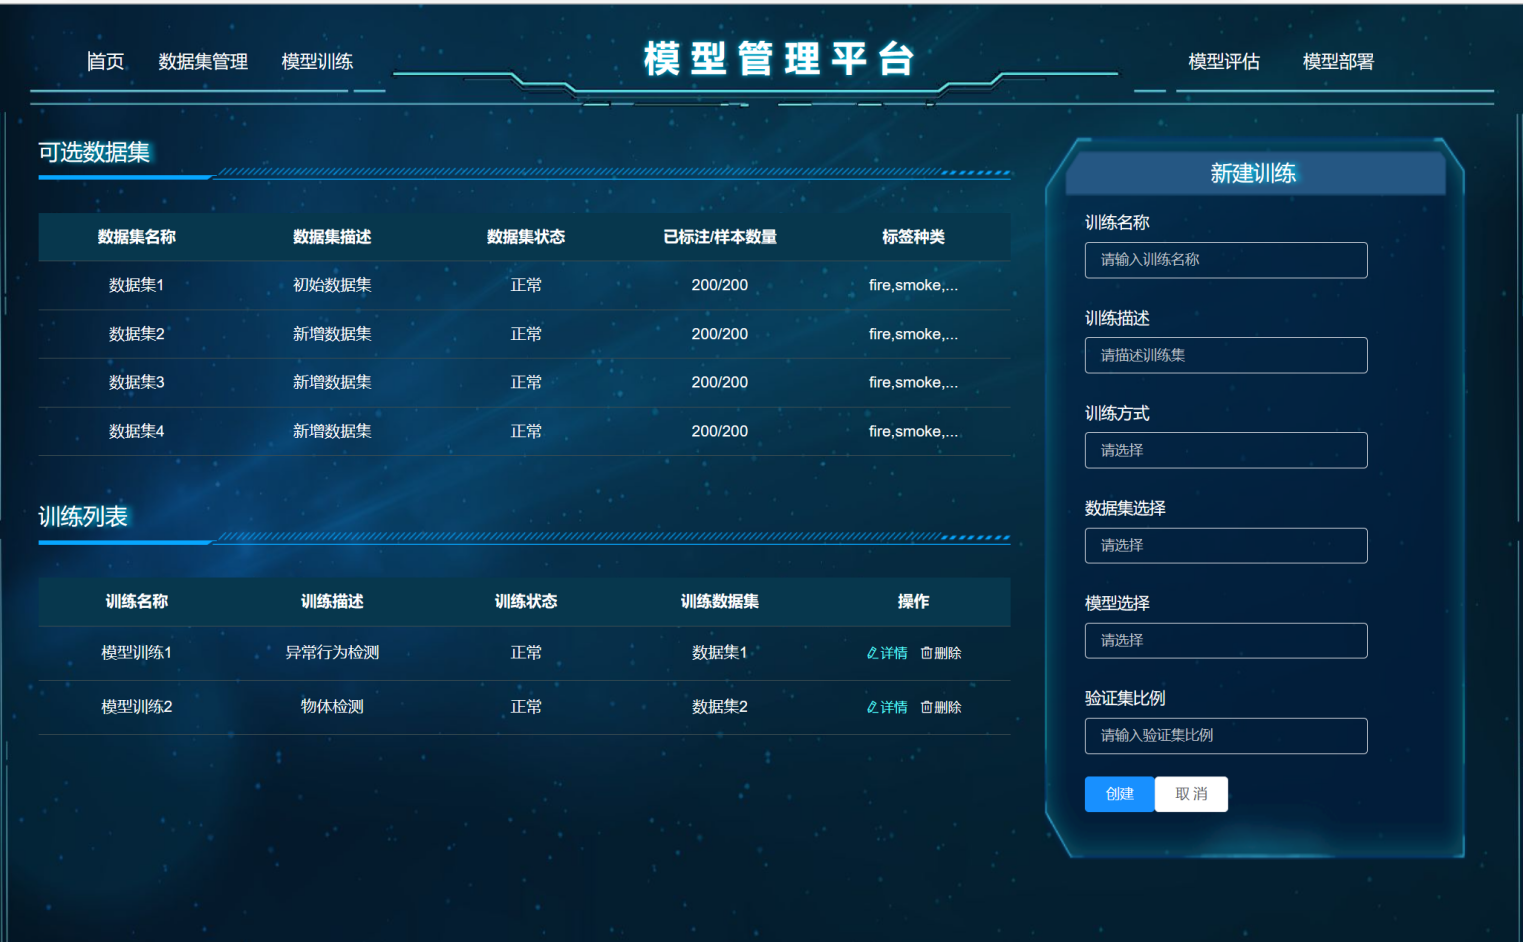 首页 数据集管理 模型训练 模型管理平台 模型评估 模型部署
可选数据集
数据集名称 数据集描述 数据集状态 已标注/样本数量 标签种类
数据集1 初始数据集 正常 200/200 fire,smoke,...
数据集2 新增数据集 正常 200/200 fire,smoke,...
数据集3 新增数据集 正常 200/200 fire,smoke,...
数据集4 新增数据集 正常 200/200 fire,smoke,...
训练列表
训练名称 训练描述 训练状态 训练数据集 操作
模型训练1 异常行为检测 正常 数据集1 详情 删除
模型训练2 物体检测 正常 数据集2 详情 删除
新建训练
训练名称
请输入训练名称
训练描述
请描述训练集
训练方式
请选择
数据集选择
请选择
模型选择
请选择
验证集比例
请输入验证集比例
创建 取 消